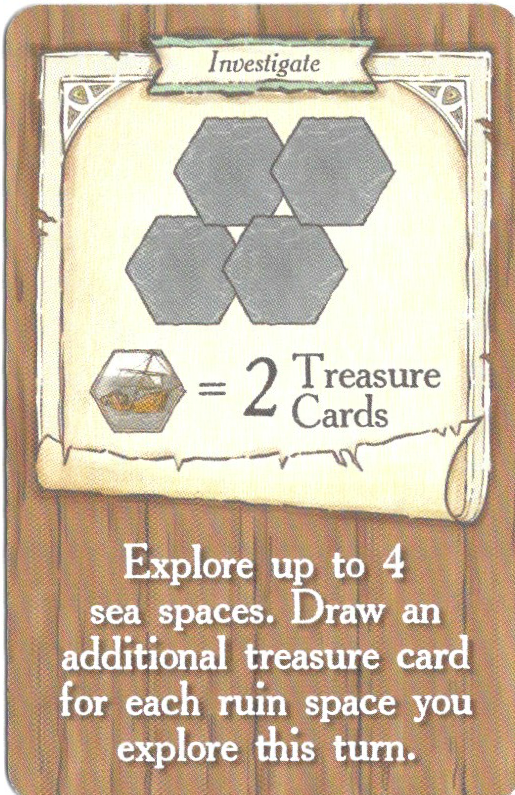 Investigate
= 2 Treasure
Cards
Explore up to 4
sea spaces. Draw an
additional treasure card
for each ruin space you
explore this turn.